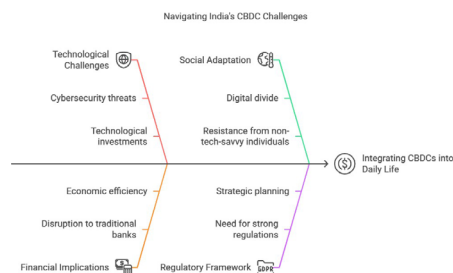 Navigating India's CBDC Challenges
Technological
Challenges
Cybersecurity threats
Technological
investments
Social Adaptation
Digital divide
Resistance from non-
tech-savvy individuals
Integrating CBDCs into
Daily Life
Economic efficiency
Disruption to traditional
banks
Financial Implications
Strategic planning
Need for strong
regulations
Regulatory Framework
GDPR